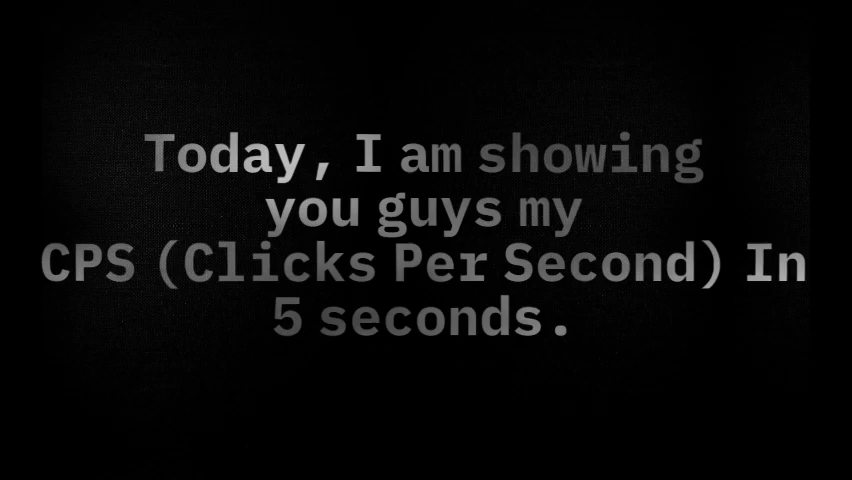 Today, I am showing
you guys my
CPS (Clicks Per Second) In
5 seconds.